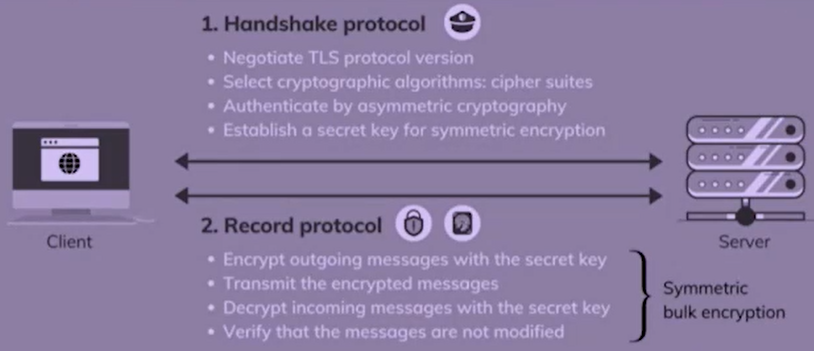 1. Handshake protocol
• Negotiate TLS protocol version
• Select cryptographic algorithms: cipher suites
• Authenticate by asymmetric cryptography
• Establish a secret key for symmetric encryption
Client
Server
2. Record protocol
• Encrypt outgoing messages with the secret key
• Transmit the encrypted messages
• Decrypt incoming messages with the secret key
• Verify that the messages are not modified
Symmetric
bulk encryption